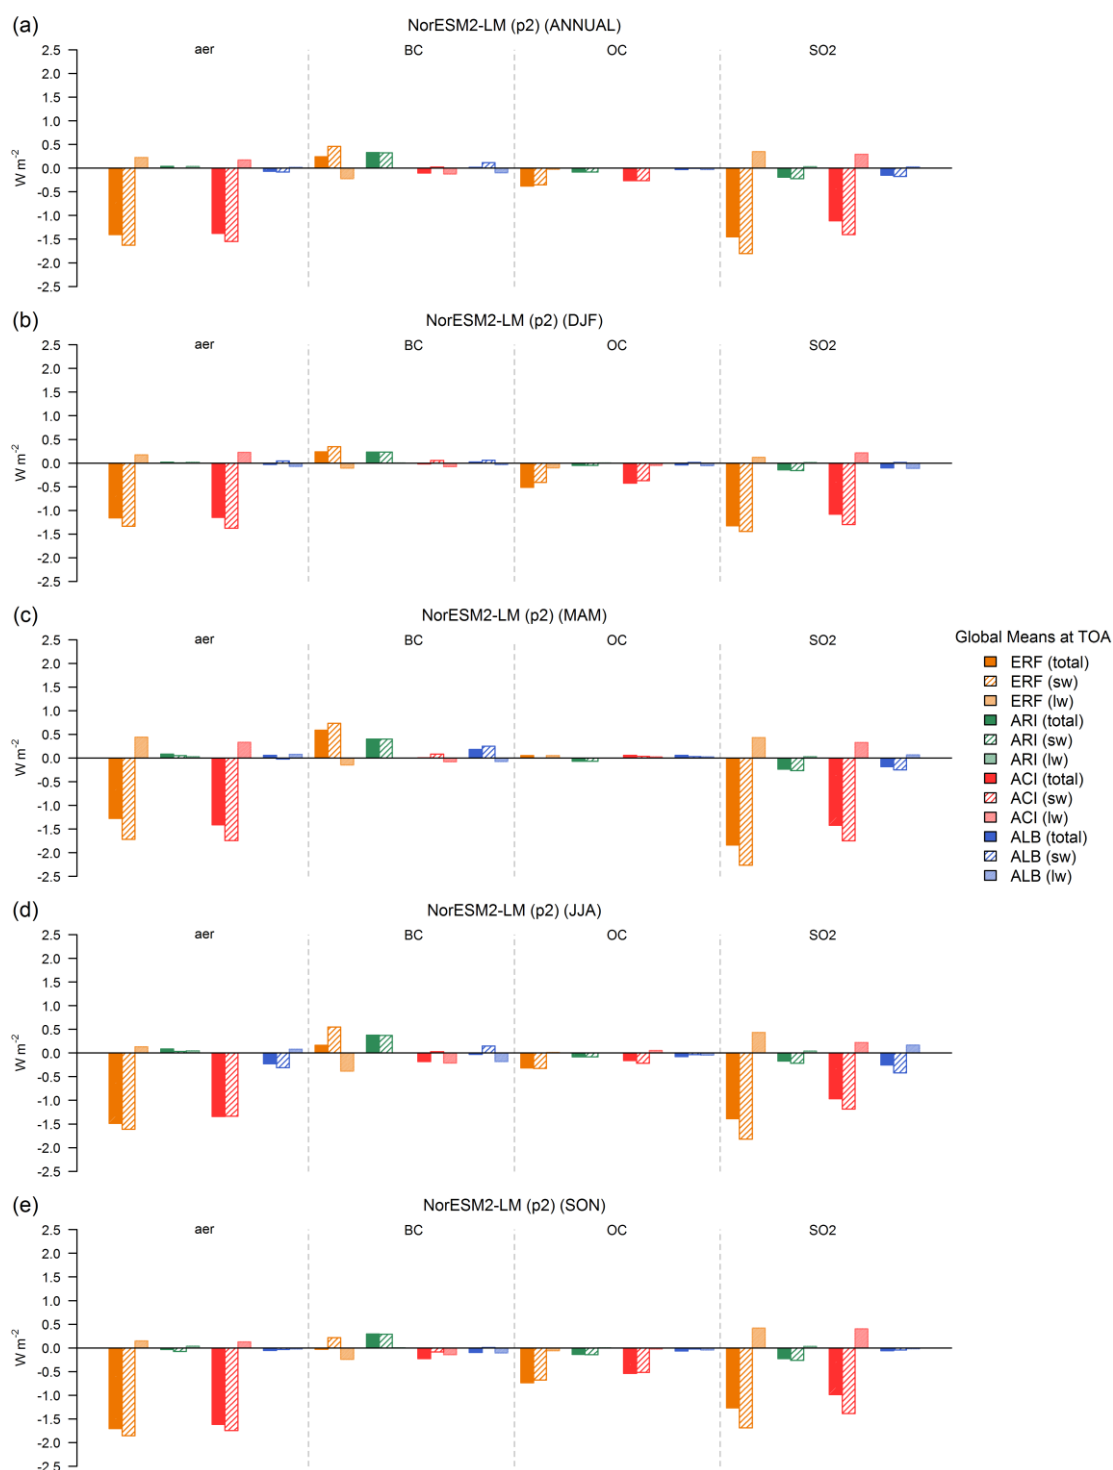 (a)
NorESM2-LM (p2) (ANNUAL)
aer BC OC SO2
2.5
2.0
1.5
1.0
0.5
0.0
-0.5
-1.0
-1.5
-2.0
-2.5
W m-2
(b)
NorESM2-LM (p2) (DJF)
aer BC OC SO2
2.5
2.0
1.5
1.0
0.5
0.0
-0.5
-1.0
-1.5
-2.0
-2.5
W m-2
(c)
NorESM2-LM (p2) (MAM)
aer BC OC SO2
2.5
2.0
1.5
1.0
0.5
0.0
-0.5
-1.0
-1.5
-2.0
-2.5
W m-2
Global Means at TOA
ERF (total)
ERF (sw)
ERF (lw)
ARI (total)
ARI (sw)
ARI (lw)
ACI (total)
ACI (sw)
ACI (lw)
ALB (total)
ALB (sw)
ALB (lw)
(d)
NorESM2-LM (p2) (JJA)
aer BC OC SO2
2.5
2.0
1.5
1.0
0.5
0.0
-0.5
-1.0
-1.5
-2.0
-2.5
W m-2
(e)
NorESM2-LM (p2) (SON)
aer BC OC SO2
2.5
2.0
1.5
1.0
0.5
0.0
-0.5
-1.0
-1.5
-2.0
-2.5
W m-2